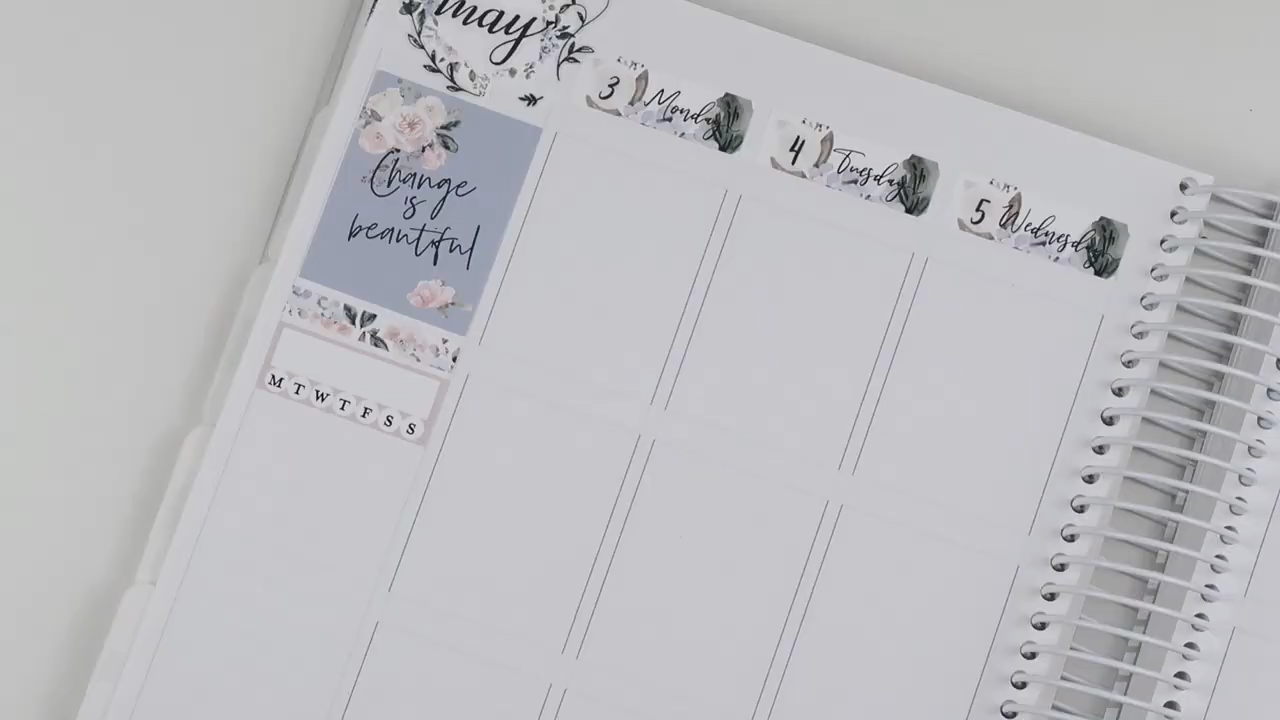 may
3 Monday
4 Tuesday
5 Wednesday
Change
is
beautiful
M T W T F S S